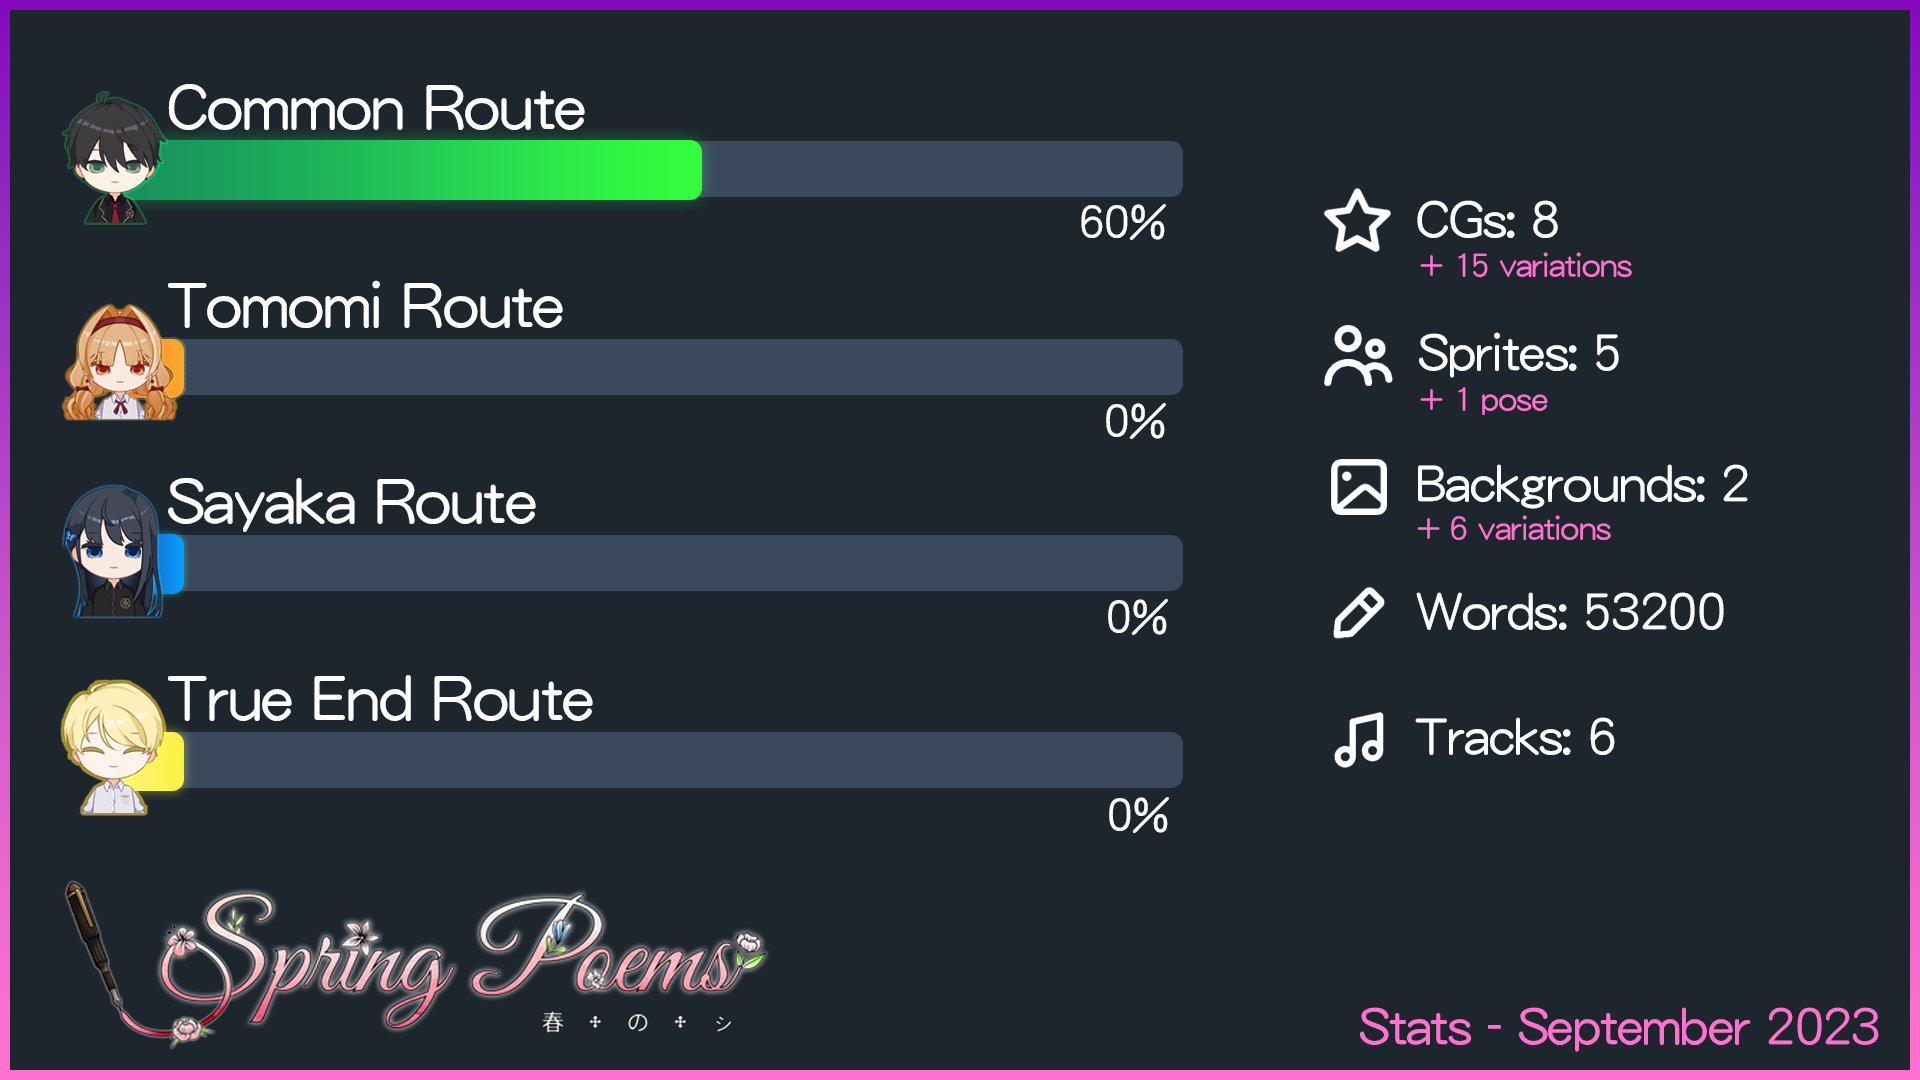 Common Route
60%
Tomomi Route
0%
Sayaka Route
0%
True End Route
0%
CGs: 8
+ 15 variations
Sprites: 5
+ 1 pose
Backgrounds: 2
+ 6 variations
Words: 53200
Tracks: 6
Spring Poems
春 ✣ の ✣ シ
Stats - September 2023